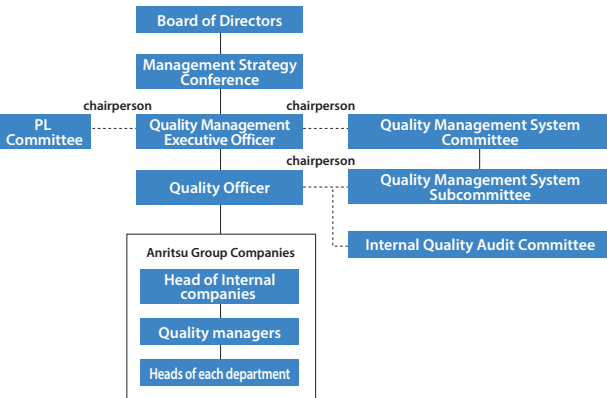 Board of Directors
Management Strategy
Conference
chairperson
chairperson
PL
Committee
Quality Management
Executive Officer
Quality Management System
Committee
chairperson
Quality Officer
Quality Management System
Subcommittee
Internal Quality Audit Committee
Anritsu Group Companies
Head of Internal
companies
Quality managers
Heads of each department